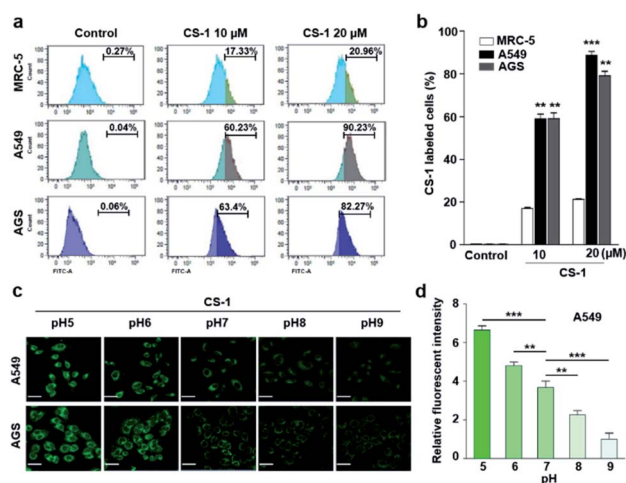 a
Control
CS-1 10 µM
CS-1 20 µM
MRC-5
Count
0.27%
17.33%
20.96%
A549
Count
0.04%
60.23%
90.23%
AGS
Count
0.06%
63.4%
82.27%
FITC-A
FITC-A
FITC-A
b
MRC-5
A549
AGS
CS-1 labeled cells (%)
100
80
60
40
20
0
** **
***
**
Control 10 20 (µM)
CS-1
c
CS-1
pH5 pH6 pH7 pH8 pH9
A549
AGS
d
A549
Relative fluorescent intensity
8
6
4
2
0
***
**
***
**
5 6 7 8 9
pH